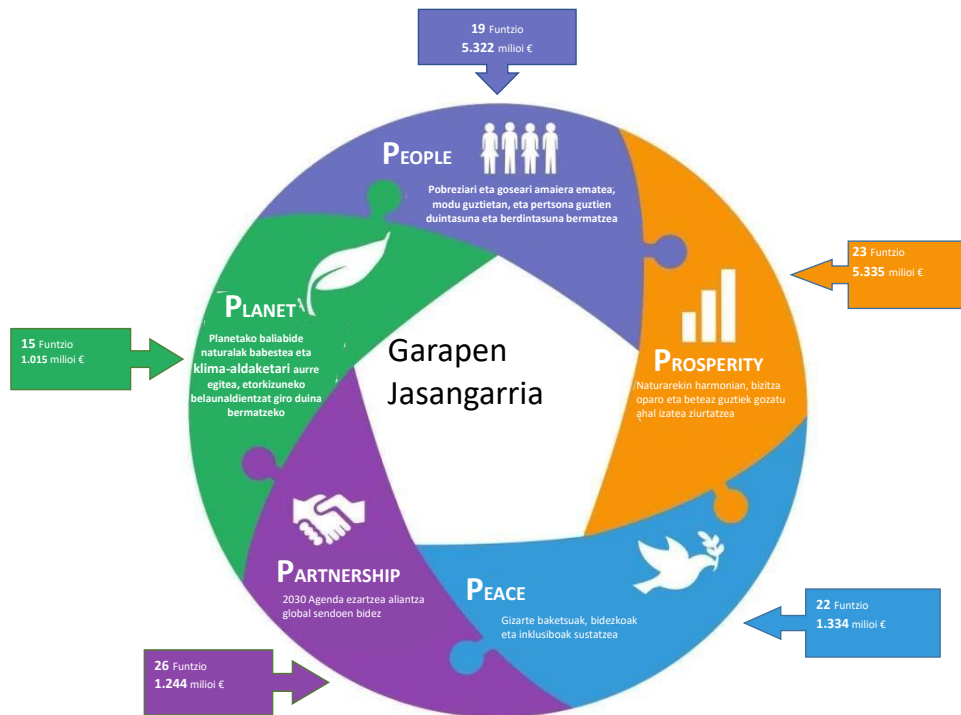 19 Funtzio
5.322 milioi €
PEOPLE
Pobreziari eta goseari amaiera ematea,
modu guztietan, eta pertsona guztien
duintasuna eta berdintasuna bermatzea
23 Funtzio
5.335 milioi €
PROSPERITY
Naturarekin harmonian, bizitza
oparo eta beteaz guztiek gozatu
ahal izatea ziurtatzea
PLANET
Planetako baliabide
naturalak babestea eta
klima-aldaketari aurre
egitea, etorkizuneko
belaunaldientzat giro duina
bermatzeko
15 Funtzio
1.015 milioi €
Garapen
Jasangarria
PARTNERSHIP
2030 Agenda ezartzea aliantza
global sendoen bidez
26 Funtzio
1.244 milioi €
PEACE
Gizarte baketsuak, bidezkoak
eta inklusiboak sustatzea
22 Funtzio
1.334 milioi €